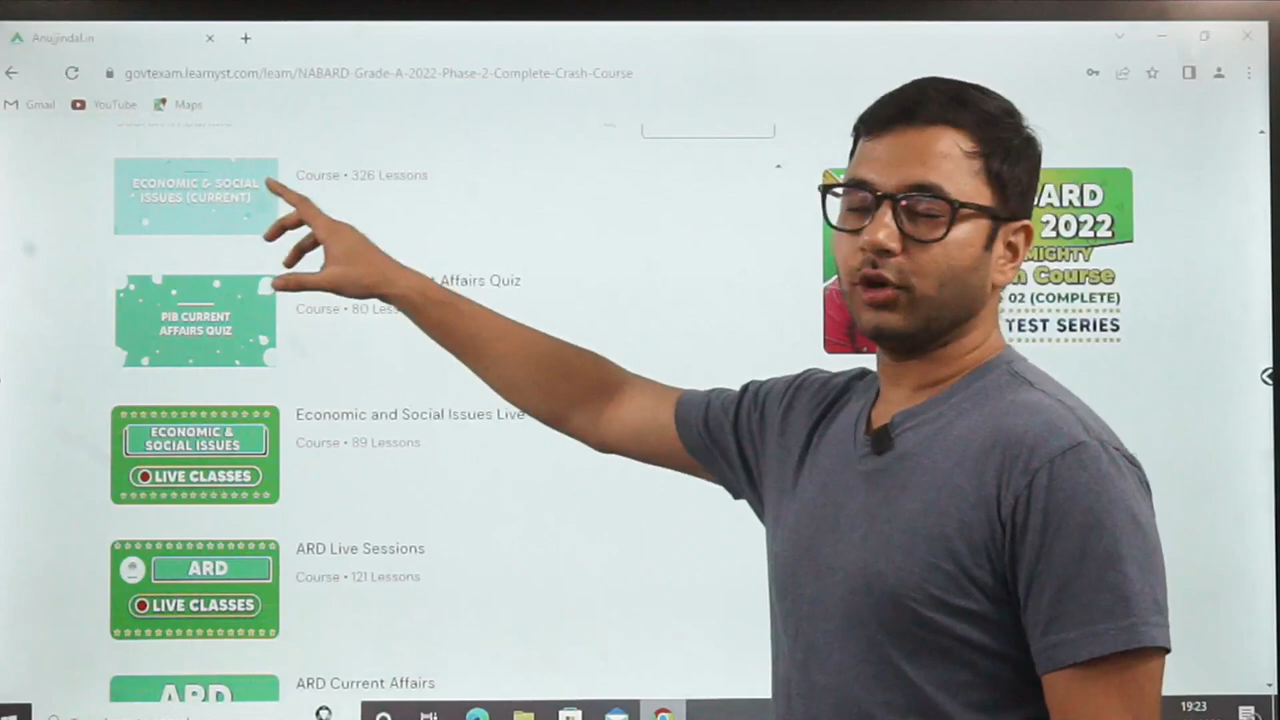 Anujjindal.in
govtexam.learnyst.com/learn/NABARD-Grade-A-2022-Phase-2-Complete-Crash-Course
Gmail
YouTube
Maps
ECONOMIC & SOCIAL
ISSUES (CURRENT)
Course • 326 Lessons
PIB CURRENT
AFFAIRS QUIZ
Affairs Quiz
Course • 80 Less
ECONOMIC &
SOCIAL ISSUES
LIVE CLASSES
Economic and Social Issues Live
Course • 89 Lessons
ARD
LIVE CLASSES
ARD Live Sessions
Course • 121 Lessons
ARD
ARD Current Affairs
ARD
2022
MIGHTY
Course
02 (COMPLETE)
TEST SERIES
19:23